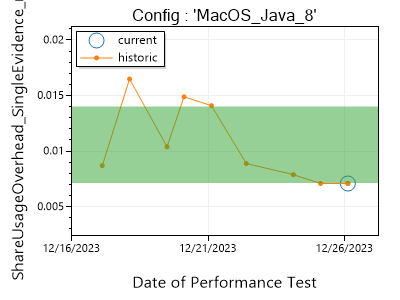 Config : 'MacOS_Java_8'
ShareUsageOverhead_SingleEvidence_
current
historic
0.02
0.015
0.01
0.005
12/16/2023
12/21/2023
12/26/2023
Date of Performance Test